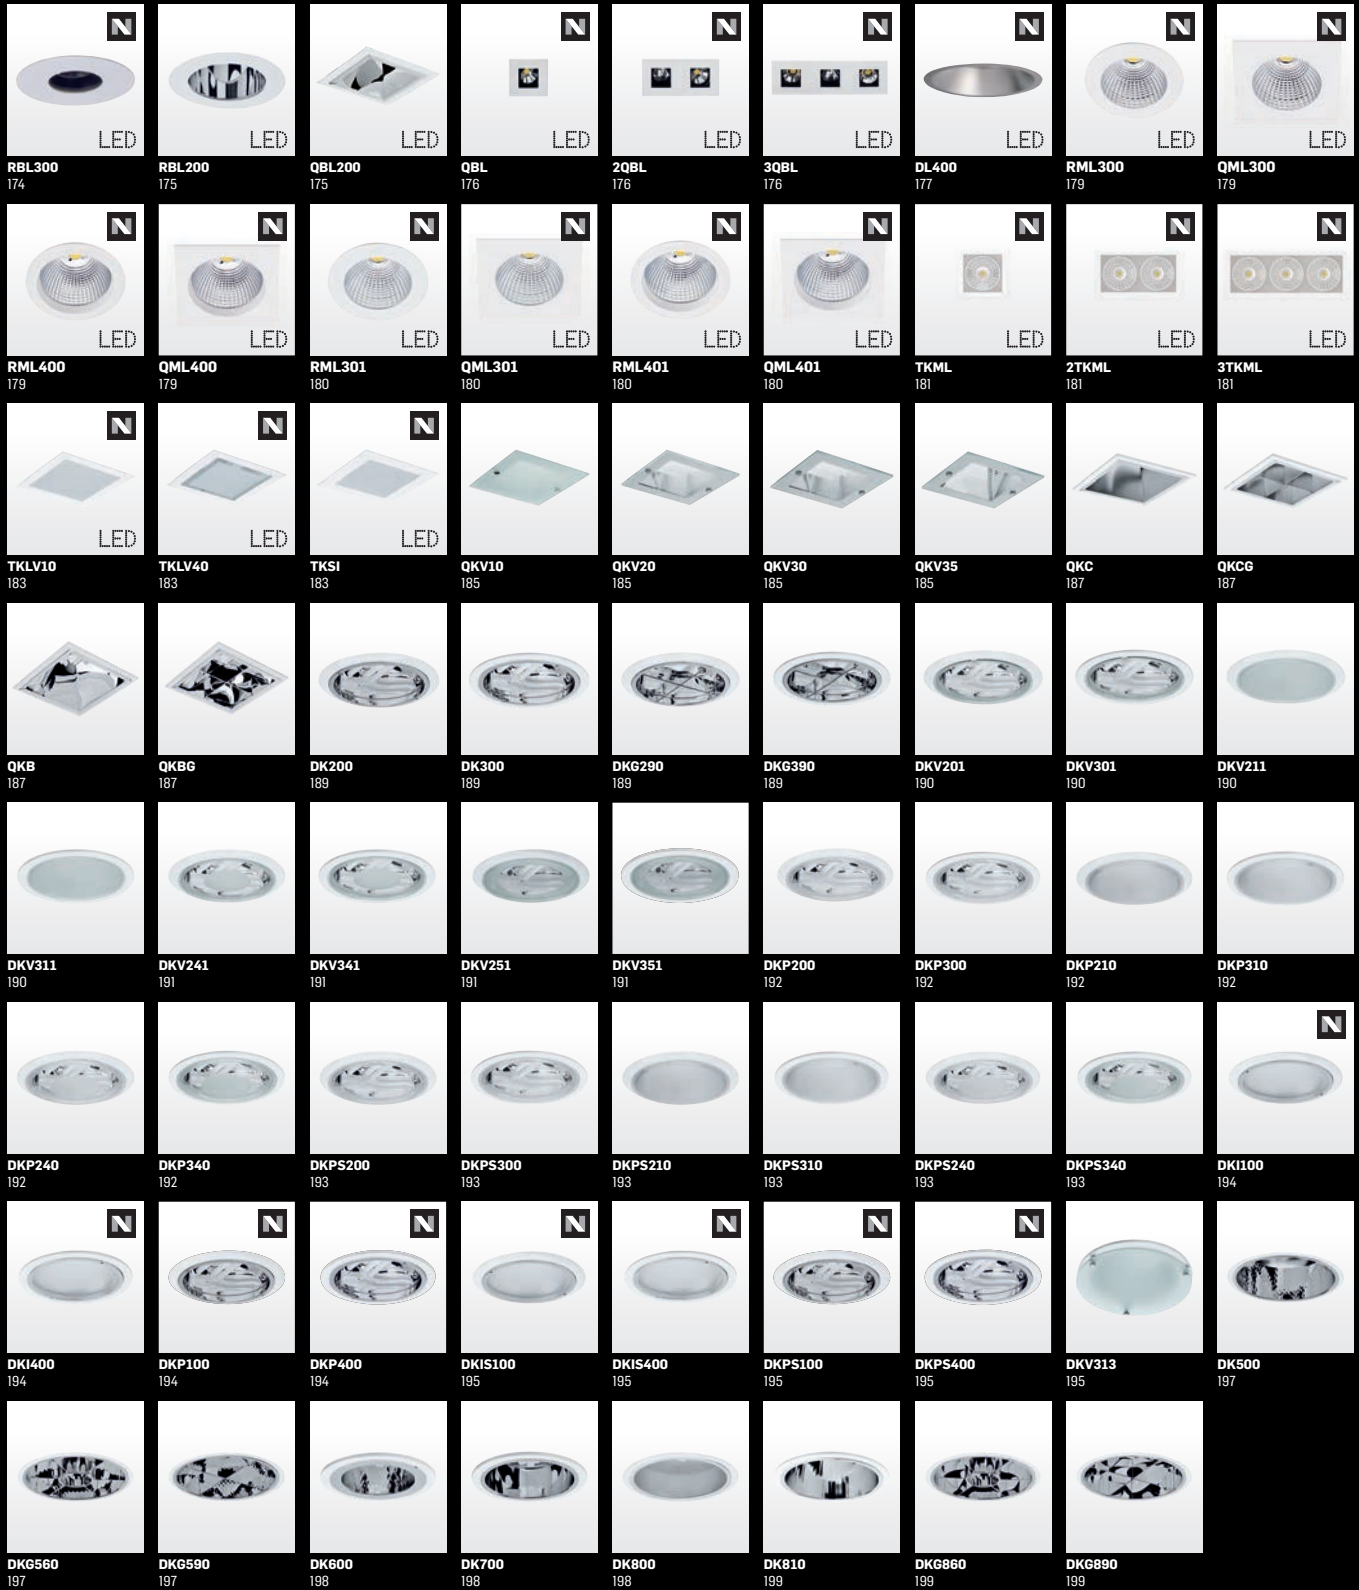 N N N N N N N
LED LED LED LED LED LED LED LED LED
RBL300 RBL200 QBL200 QBL 2QBL 3QBL DL400 RML300 QML300
174 175 175 176 176 176 177 179 179
N N N N N N N N N
LED LED LED LED LED LED LED LED LED
RML400 QML400 RML301 QML301 RML401 QML401 TKML 2TKML 3TKML
179 179 180 180 180 180 181 181 181
N N N
LED LED LED
TKLV10 TKLV40 TKSI QKV10 QKV20 QKV30 QKV35 QKC QKCG
183 183 183 185 185 185 185 187 187
QKB QKBG DK200 DK300 DKG290 DKG390 DKV201 DKV301 DKV211
187 187 189 189 189 189 190 190 190
DKV311 DKV241 DKV341 DKV251 DKV351 DKP200 DKP300 DKP210 DKP310
190 191 191 191 191 192 192 192 192
N
DKP240 DKP340 DKPS200 DKPS300 DKPS210 DKPS310 DKPS240 DKPS340 DKI100
192 192 193 193 193 193 193 193 194
N N N N N N N
DKI400 DKP100 DKP400 DKIS100 DKIS400 DKPS100 DKPS400 DKV313 DK500
194 194 194 195 195 195 195 195 197
DKG560 DKG590 DK600 DK700 DK800 DK810 DKG860 DKG890
197 197 198 198 198 199 199 199